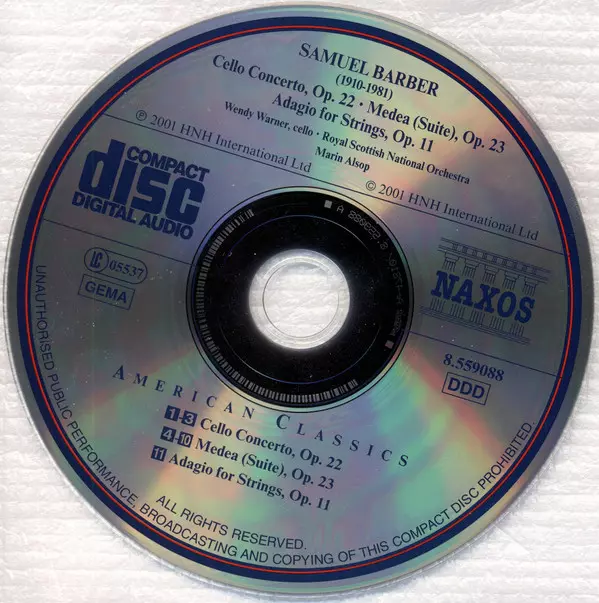 SAMUEL BARBER
(1910-1981)
Cello Concerto, Op. 22 · Medea (Suite), Op. 23
Adagio for Strings, Op. 11
Wendy Warner, cello · Royal Scottish National Orchestra
Marin Alsop
℗ 2001 HNH International Ltd
© 2001 HNH International Ltd
COMPACT
disc
DIGITAL AUDIO
LC 05537
GEMA
NAXOS
8.559088
DDD
AMERICAN CLASSICS
1-3 Cello Concerto, Op. 22
4-10 Medea (Suite), Op. 23
11 Adagio for Strings, Op. 11
ALL RIGHTS RESERVED.
UNAUTHORISED PUBLIC PERFORMANCE, BROADCASTING AND COPYING OF THIS COMPACT DISC PROHIBITED.